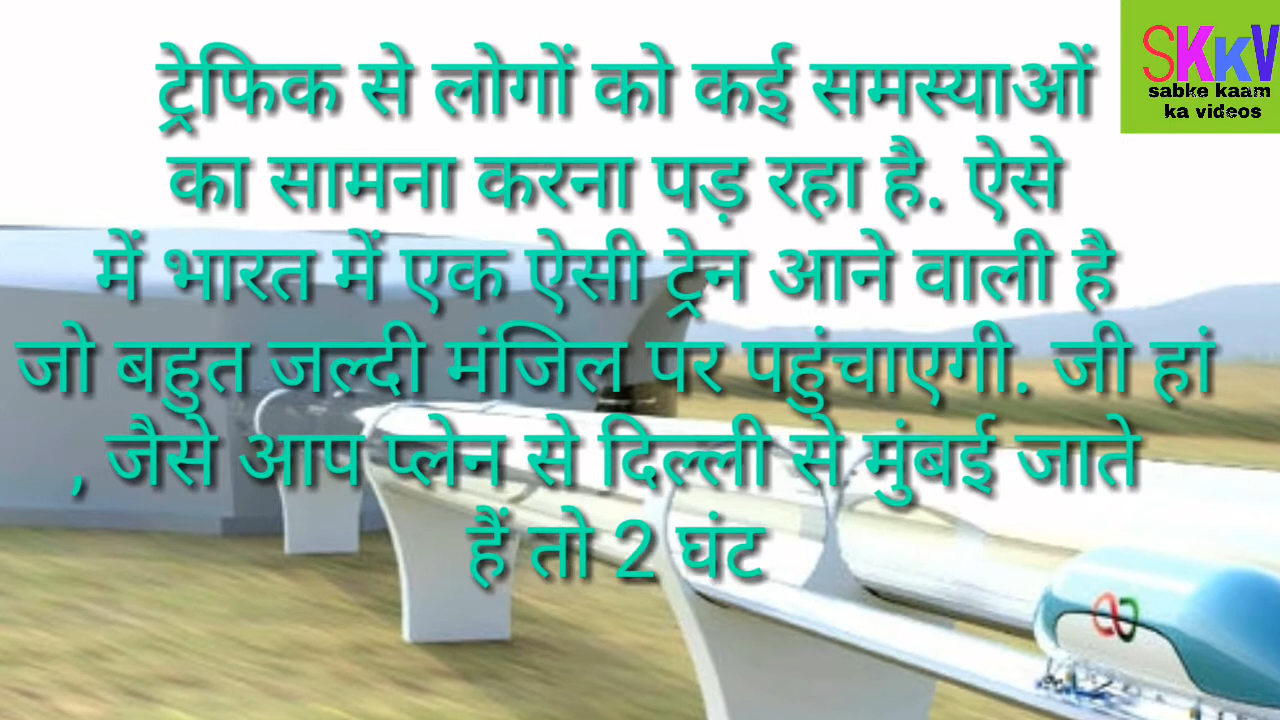 ट्रेफिक से लोगों को कई समस्याओं
का सामना करना पड़ रहा है. ऐसे
में भारत में एक ऐसी ट्रेन आने वाली है
जो बहुत जल्दी मंजिल पर पहुंचाएगी. जी हां
, जैसे आप प्लेन से दिल्ली से मुंबई जाते
हैं तो 2 घंट
SKKV
sabke kaam
ka videos